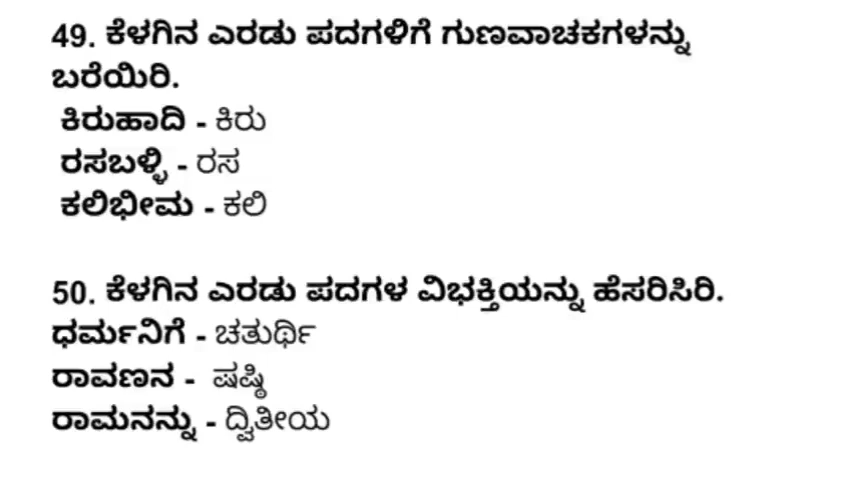 49. ಕೆಳಗಿನ ಎರಡು ಪದಗಳಿಗೆ ಗುಣವಾಚಕಗಳನ್ನು
ಬರೆಯಿರಿ.
ಕಿರುಹಾದಿ - ಕಿರು
ರಸಬಳ್ಳಿ - ರಸ
ಕಲಿಭೀಮ - ಕಲಿ
50. ಕೆಳಗಿನ ಎರಡು ಪದಗಳ ವಿಭಕ್ತಿಯನ್ನು ಹೆಸರಿಸಿರಿ.
ಧರ್ಮನಿಗೆ - ಚತುರ್ಥಿ
ರಾವಣನ - ಷಷ್ಠಿ
ರಾಮನನ್ನು - ದ್ವಿತೀಯ